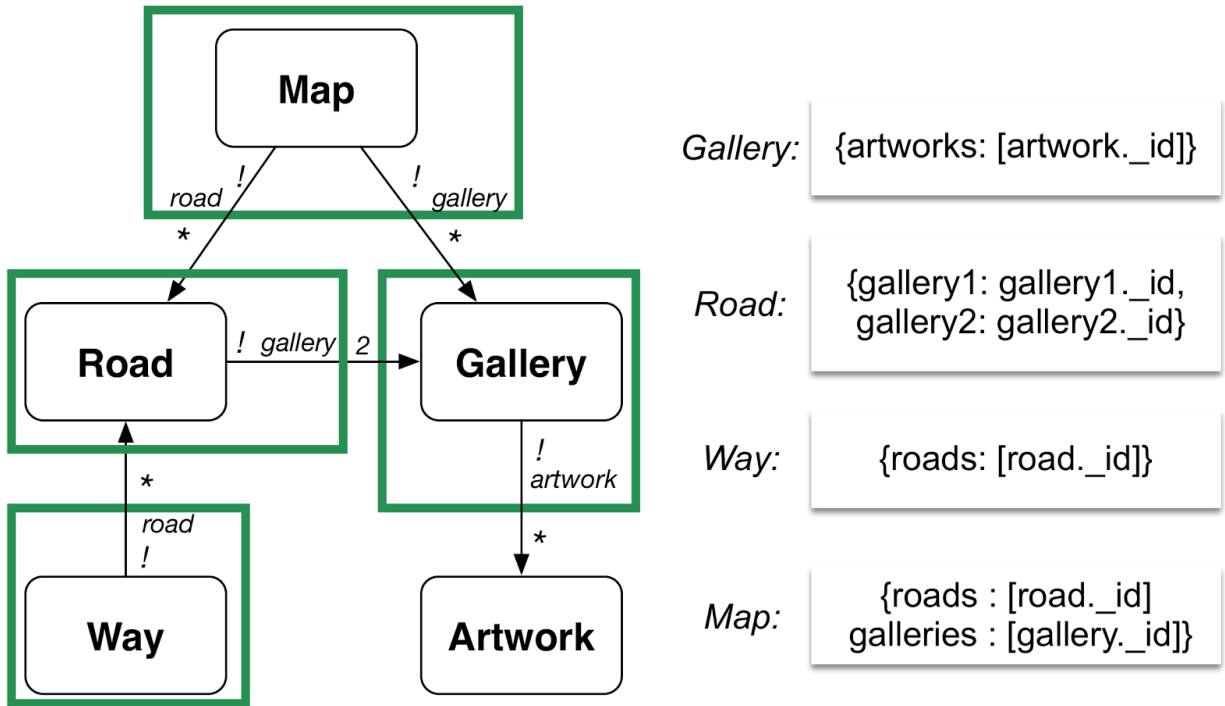 Map
! !
road gallery
* *
Road
! gallery 2
Gallery
*
road
!
Way
!
artwork
*
Artwork
Gallery: {artworks: [artwork._id]}
Road: {gallery1: gallery1._id,
gallery2: gallery2._id}
Way: {roads: [road._id]}
Map: {roads : [road._id]
galleries : [gallery._id]}